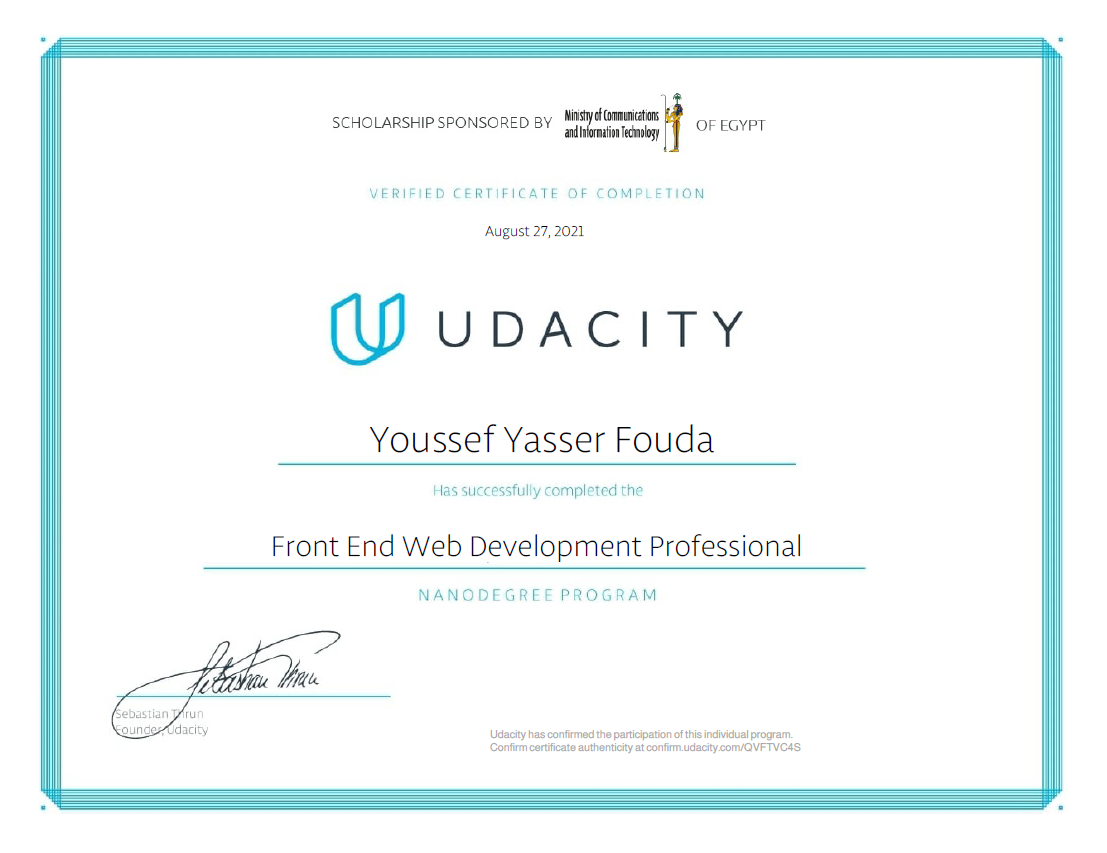 SCHOLARSHIP SPONSORED BY Ministry of Communications and Information Technology OF EGYPT
VERIFIED CERTIFICATE OF COMPLETION
August 27, 2021
UDACITY
Youssef Yasser Fouda
Has successfully completed the
Front End Web Development Professional
NANODEGREE PROGRAM
Sebastian Thrun
Sebastian Thrun
Founder, Udacity
Udacity has confirmed the participation of this individual program.
Confirm certificate authenticity at confirm.udacity.com/QVFTVC4S